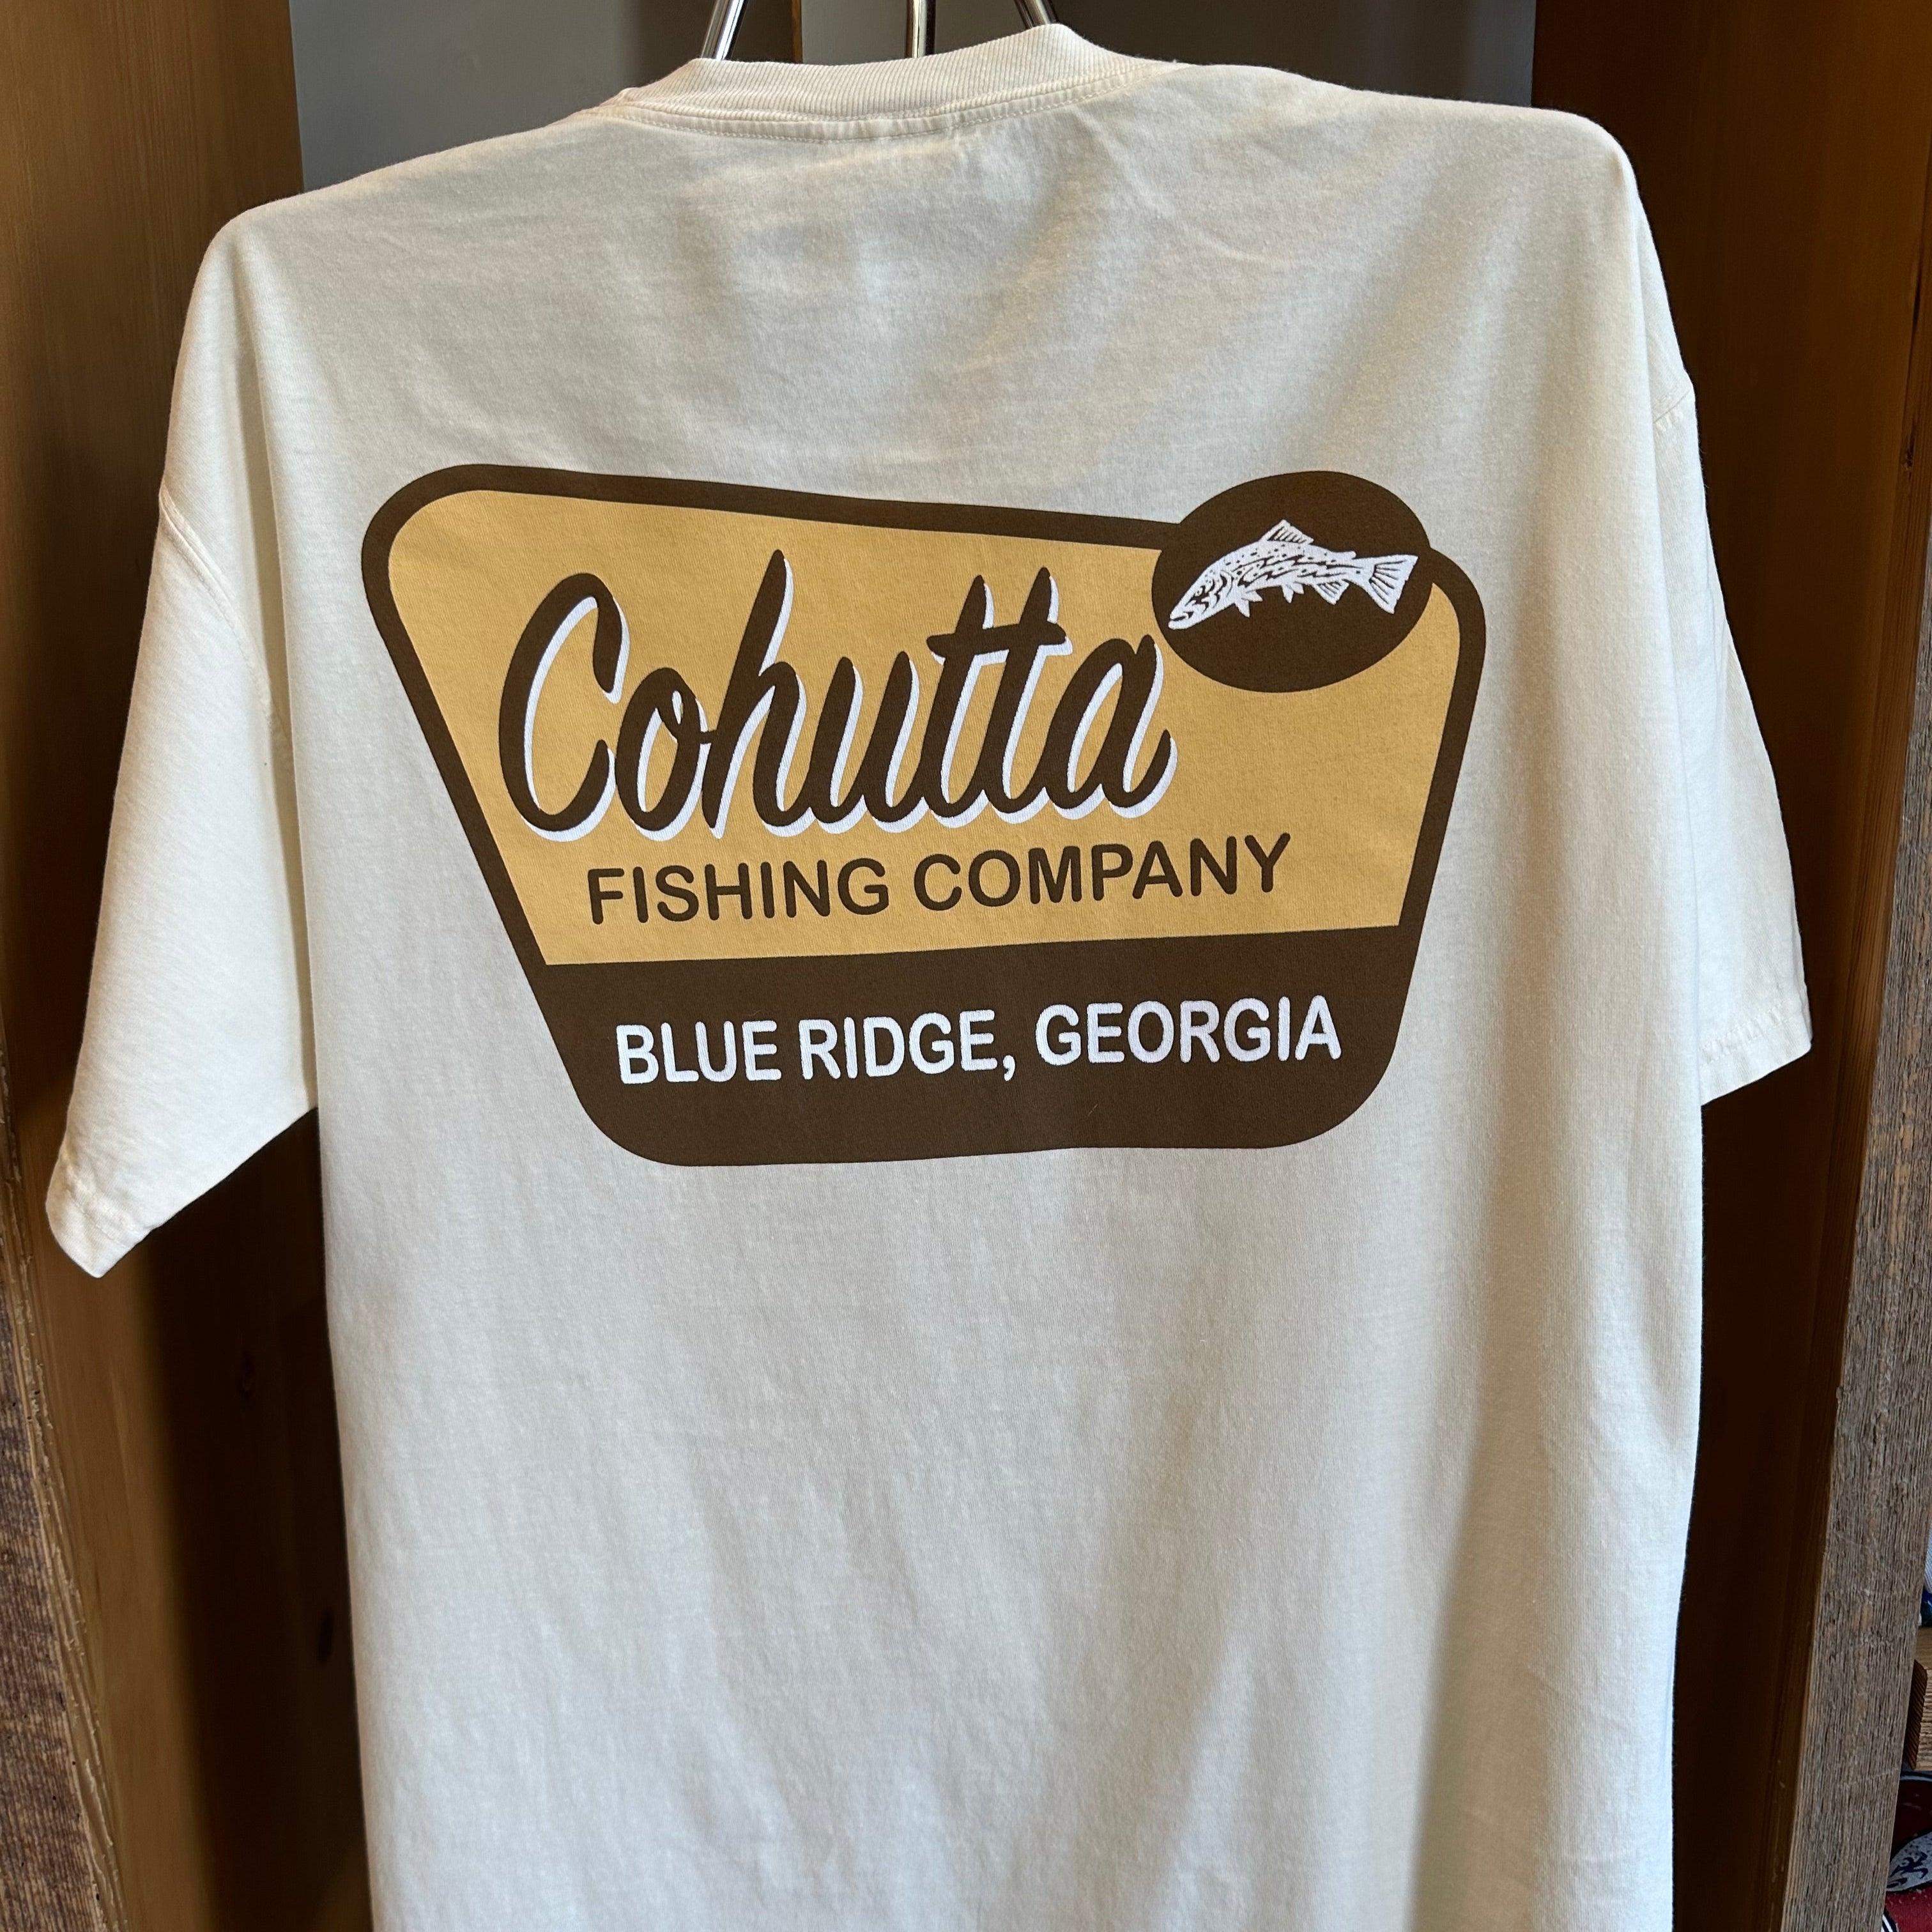 Cohutta
FISHING COMPANY
BLUE RIDGE, GEORGIA